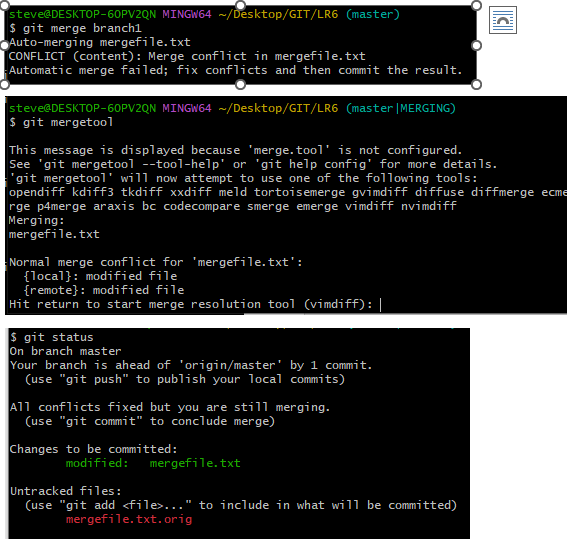 steve@DESKTOP-6OPV2QN MINGW64 ~/Desktop/GIT/LR6 (master)
$ git merge branch1
Auto-merging mergefile.txt
CONFLICT (content): Merge conflict in mergefile.txt
Automatic merge failed; fix conflicts and then commit the result.
steve@DESKTOP-6OPV2QN MINGW64 ~/Desktop/GIT/LR6 (master|MERGING)
$ git mergetool
This message is displayed because 'merge.tool' is not configured.
See 'git mergetool --tool-help' or 'git help config' for more details.
'git mergetool' will now attempt to use one of the following tools:
opendiff kdiff3 tkdiff xxdiff meld tortoisemerge gvimdiff diffuse diffmerge ecme
rge p4merge araxis bc codecompare smerge emerge vimdiff nvimdiff
Merging:
mergefile.txt
Normal merge conflict for 'mergefile.txt':
{local}: modified file
{remote}: modified file
Hit return to start merge resolution tool (vimdiff):
$ git status
On branch master
Your branch is ahead of 'origin/master' by 1 commit.
(use "git push" to publish your local commits)
All conflicts fixed but you are still merging.
(use "git commit" to conclude merge)
Changes to be committed:
modified:   mergefile.txt
Untracked files:
(use "git add <file>..." to include in what will be committed)
mergefile.txt.orig